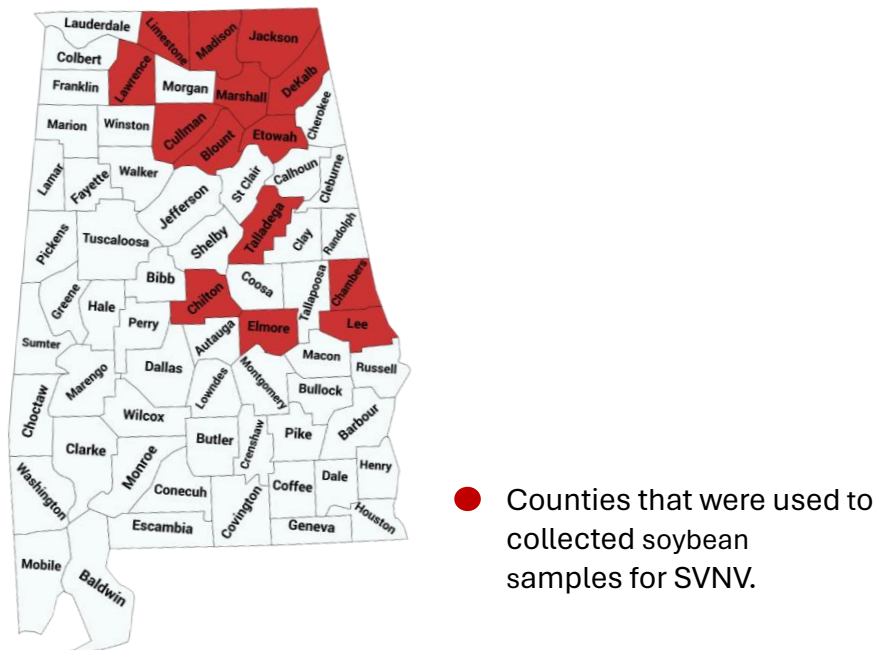 Lauderdale
Limestone
Madison
Jackson
Colbert
Lawrence
Franklin
Morgan
Marshall
DeKalb
Cherokee
Marion
Winston
Cullman
Blount
Etowah
Lamar
Fayette
Walker
Jefferson
St Clair
Calhoun
Cleburne
Pickens
Tuscaloosa
Shelby
Talladega
Clay
Randolph
Greene
Hale
Bibb
Chilton
Coosa
Tallapoosa
Chambers
Sumter
Perry
Autauga
Elmore
Lee
Macon
Russell
Choctaw
Marengo
Dallas
Lowndes
Montgomery
Bullock
Wilcox
Clarke
Monroe
Butler
Crenshaw
Pike
Barbour
Washington
Conecuh
Covington
Coffee
Dale
Henry
Escambia
Geneva
Houston
Mobile
Baldwin
Counties that were used to
collected soybean
samples for SVNV.